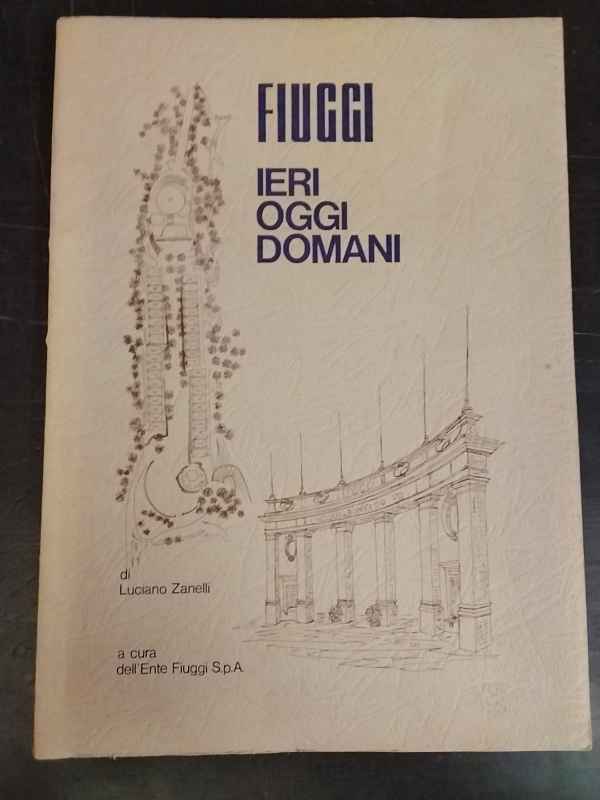 FIUGGI
IERI
OGGI
DOMANI
di
Luciano Zanelli
a cura
dell'Ente Fiuggi S.p.A.